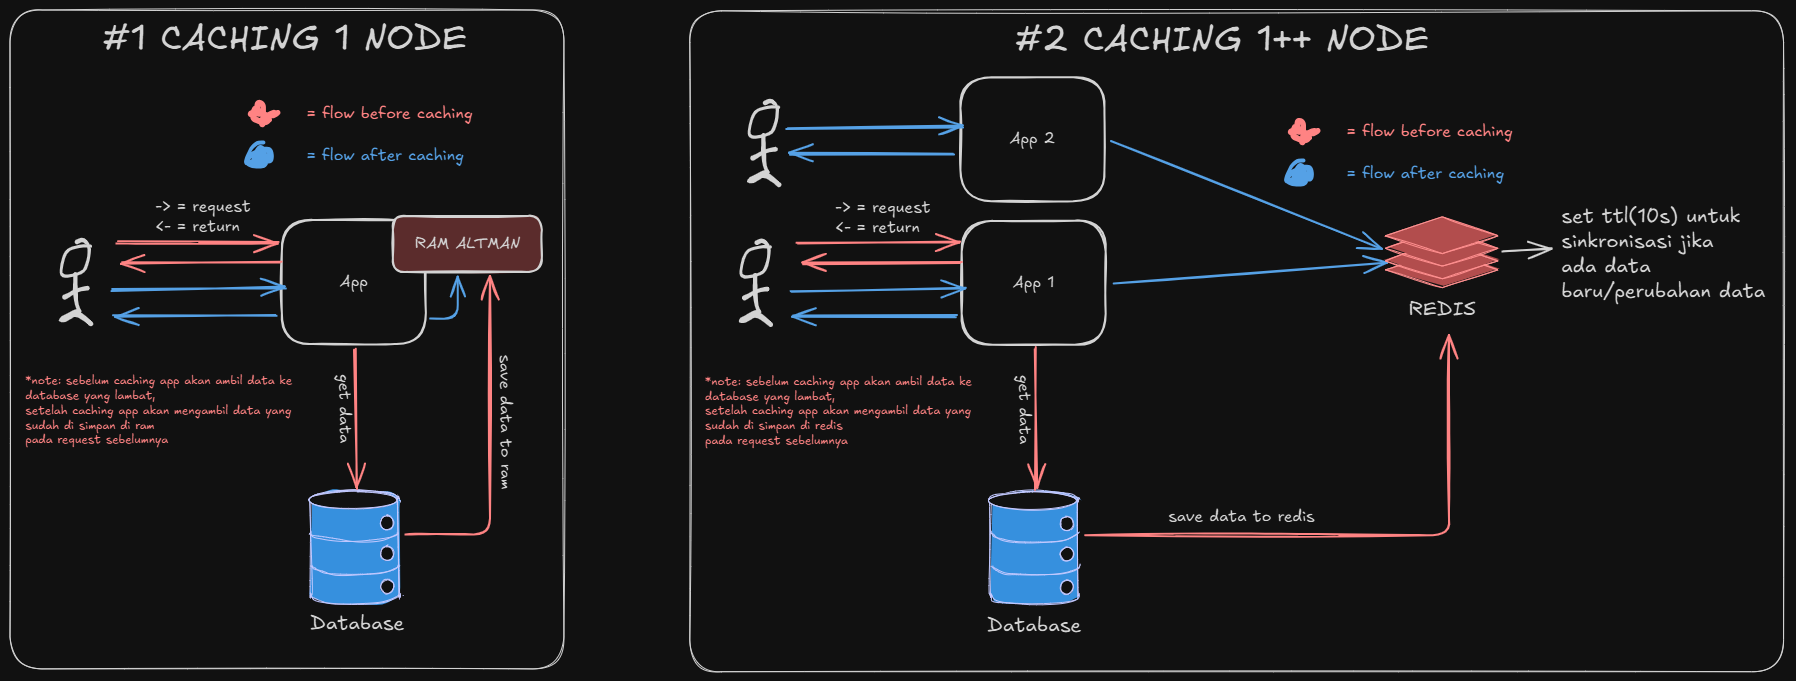 #1 CACHING 1 NODE
= flow before caching
= flow after caching
-> = request
<- = return
App
RAM ALTMAN
*note: sebelum caching app akan ambil data ke
database yang lambat,
setelah caching app akan mengambil data yang
sudah di simpan di ram
pada request sebelumnya
get data
save data to ram
Database
#2 CACHING 1++ NODE
App 2
= flow before caching
= flow after caching
-> = request
<- = return
App 1
set ttl(10s) untuk
sinkronisasi jika
ada data
baru/perubahan data
REDIS
*note: sebelum caching app akan ambil data ke
database yang lambat,
setelah caching app akan mengambil data yang
sudah di simpan di redis
pada request sebelumnya
get data
save data to redis
Database